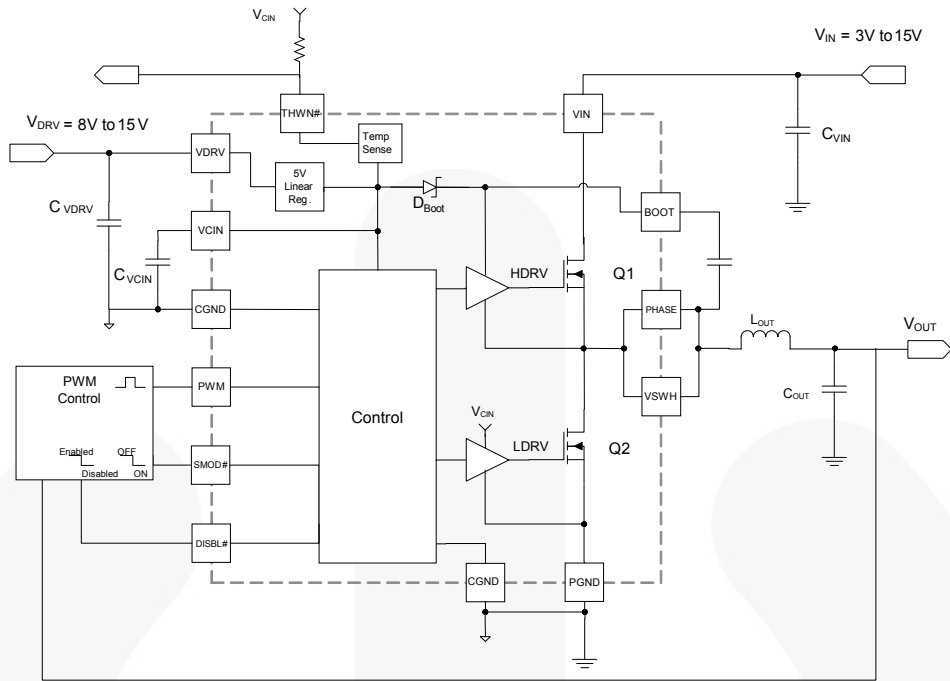 VCIN
VIN = 3V to 15V
THWN#
VIN
VDRV = 8V to 15V
Temp
Sense
CVIN
VDRV
5V
Linear
Reg.
DBoot
CVDRV
VCIN
BOOT
CVCIN
HDRV
Q1
CGND
PHASE
LOUT
VOUT
PWM
Control
PWM
Control
VCIN
VSWH
COUT
Enabled
OFF
Disabled
ON
SMOD#
LDRV
Q2
DISBL#
CGND
PGND